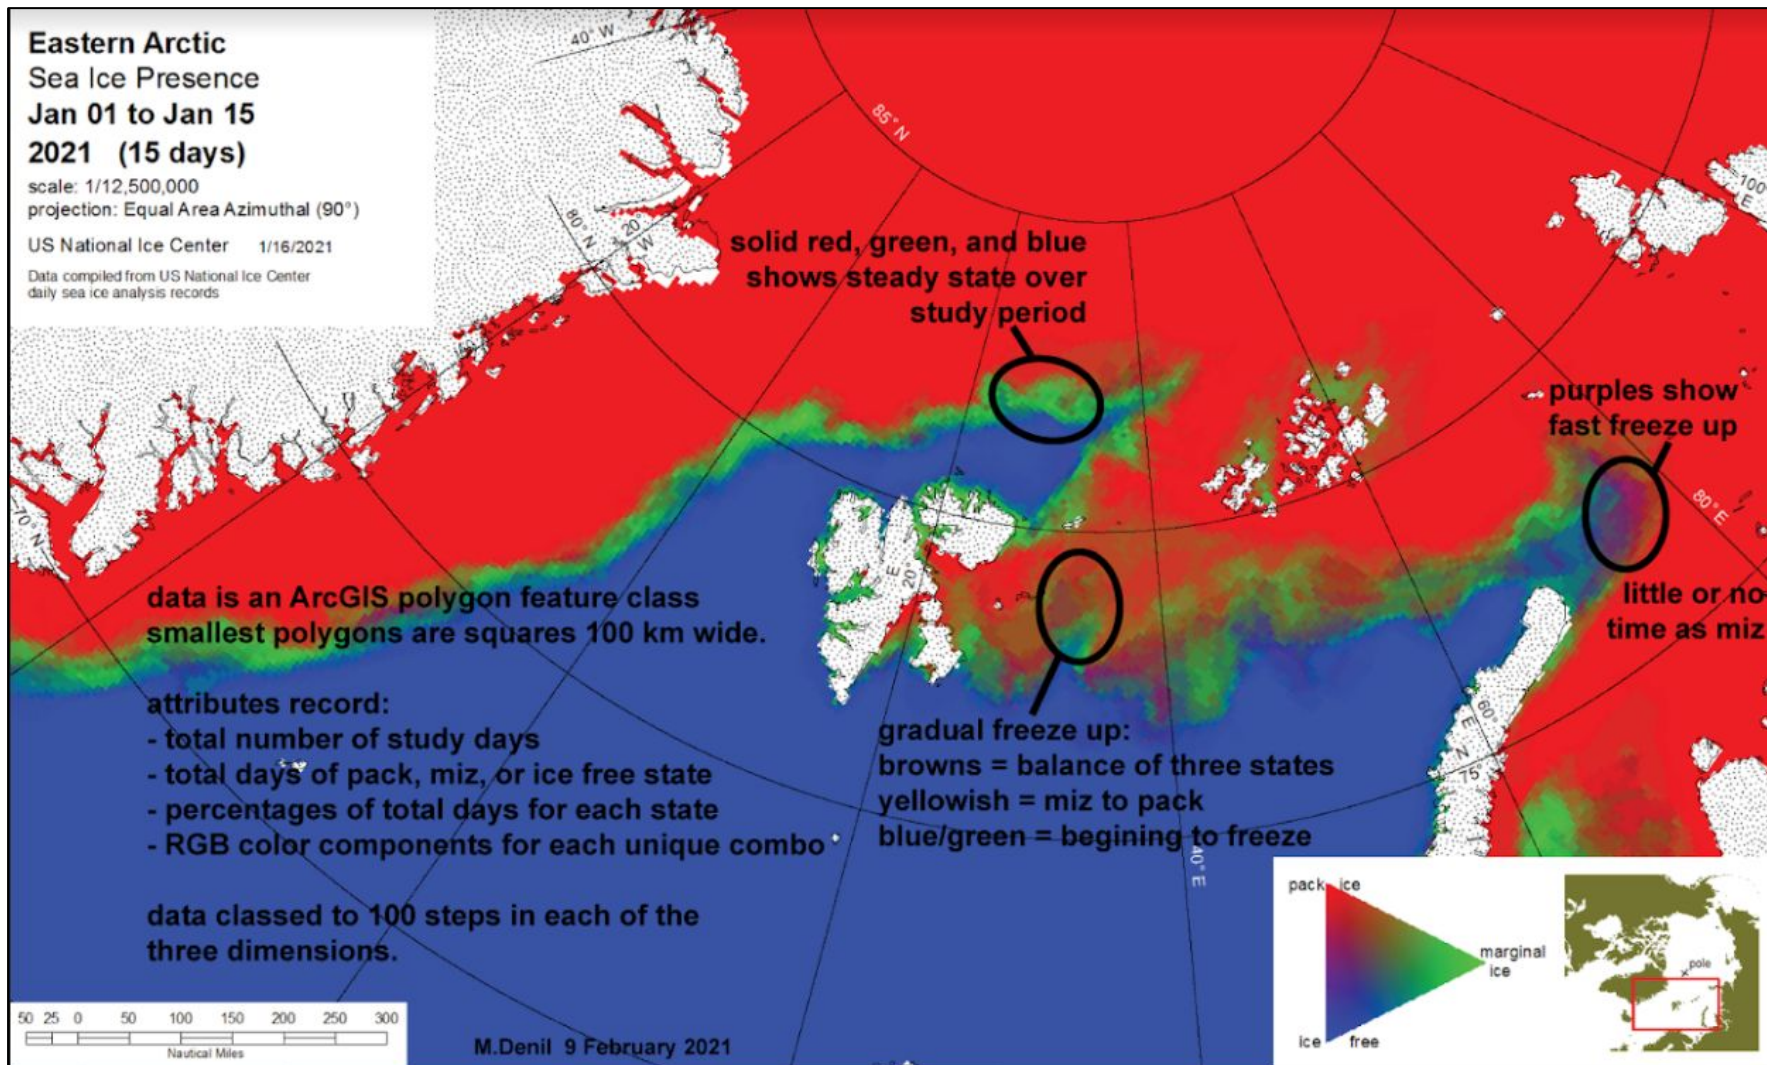 Eastern Arctic
Sea Ice Presence
Jan 01 to Jan 15
2021 (15 days)
scale: 1/12,500,000
projection: Equal Area Azimuthal (90°)
US National Ice Center 1/16/2021
Data compiled from US National Ice Center
daily sea ice analysis records
40° W
85° N
80° N
20°
W
100°
E
solid red, green, and blue
shows steady state over
study period
purples show
fast freeze up
80° E
little or no
time as miz
70°
N
E
20°
data is an ArcGIS polygon feature class
smallest polygons are squares 100 km wide.
attributes record:
- total number of study days
- total days of pack, miz, or ice free state
- percentages of total days for each state
- RGB color components for each unique combo
data classed to 100 steps in each of the
three dimensions.
gradual freeze up:
browns = balance of three states
yellowish = miz to pack
blue/green = begining to freeze
60°
E
N
75°
40° E
pack ice
marginal
ice
ice free
pole
50 25 0 50 100 150 200 250 300
Nautical Miles
M.Denil 9 February 2021